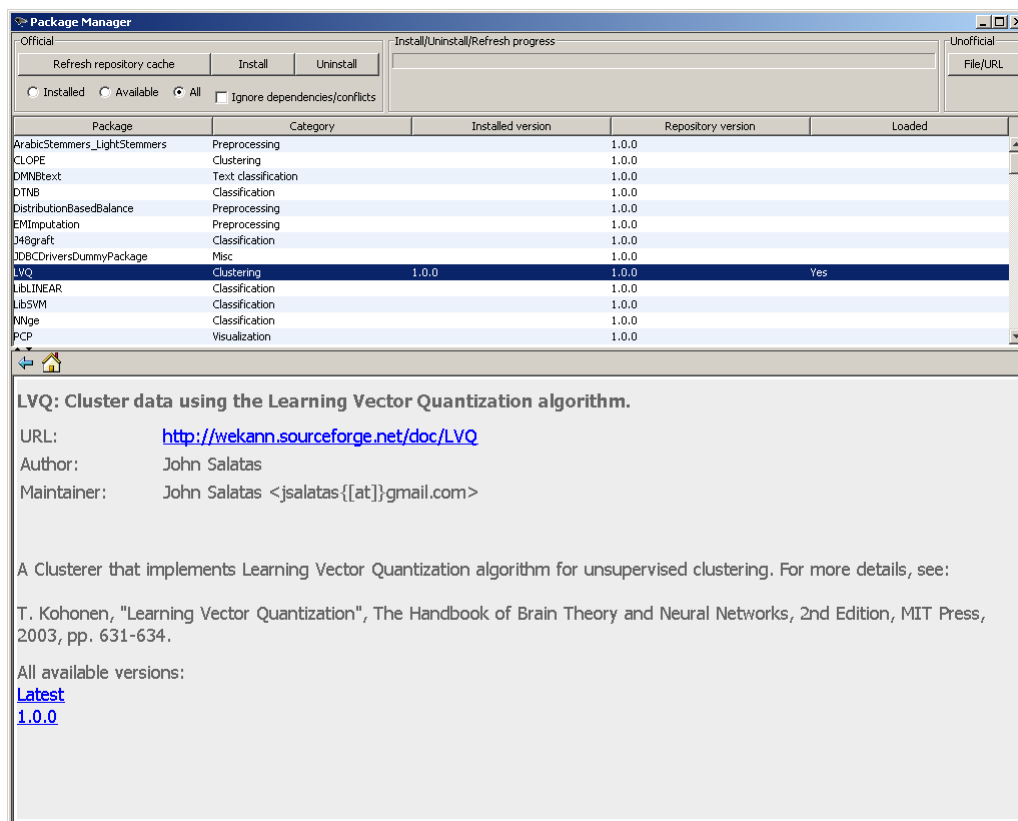 Package Manager
Official
Install/Uninstall/Refresh progress
Unofficial
Refresh repository cache Install Uninstall File/URL
Installed Available All Ignore dependencies/conflicts
Package Category Installed version Repository version Loaded
ArabicStemmers_LightStemmers Preprocessing 1.0.0
CLOPE Clustering 1.0.0
DMNBtext Text classification 1.0.0
DTNB Classification 1.0.0
DistributionBasedBalance Preprocessing 1.0.0
EMImputation Preprocessing 1.0.0
J48graft Classification 1.0.0
JDBCDriversDummyPackage Misc 1.0.0
LVQ Clustering 1.0.0 1.0.0 Yes
LibLINEAR Classification 1.0.0
LibSVM Classification 1.0.0
NNge Classification 1.0.0
PCP Visualization 1.0.0
LVQ: Cluster data using the Learning Vector Quantization algorithm.
URL: http://wekann.sourceforge.net/doc/LVQ
Author: John Salatas
Maintainer: John Salatas <jsalatas{[at]}gmail.com>
A Clusterer that implements Learning Vector Quantization algorithm for unsupervised clustering. For more details, see:
T. Kohonen, "Learning Vector Quantization", The Handbook of Brain Theory and Neural Networks, 2nd Edition, MIT Press,
2003, pp. 631-634.
All available versions:
Latest
1.0.0